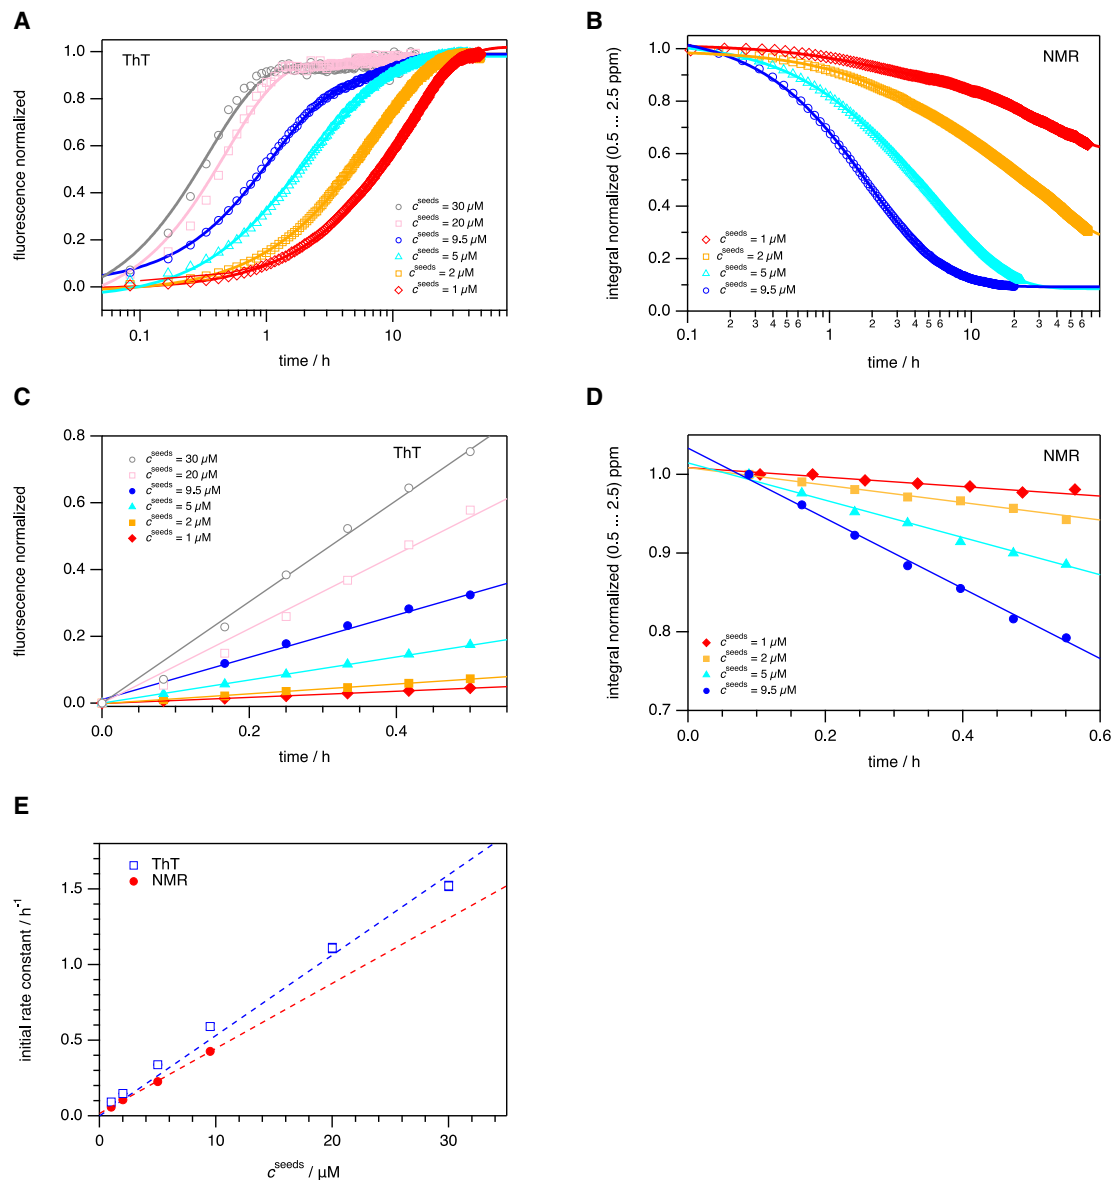 A
ThT
fluorescence normalized
1.0
0.8
0.6
0.4
0.2
0.0
c^seeds = 30 µM
c^seeds = 20 µM
c^seeds = 9.5 µM
c^seeds = 5 µM
c^seeds = 2 µM
c^seeds = 1 µM
0.1 1 10
time / h
B
NMR
integral normalized (0.5 ... 2.5 ppm)
1.0
0.8
0.6
0.4
0.2
0.0
c^seeds = 1 µM
c^seeds = 2 µM
c^seeds = 5 µM
c^seeds = 9.5 µM
0.1 2 3 4 5 6 1 2 3 4 5 6 10 2 3 4 5 6
time / h
C
ThT
fluorsecence normalized
0.8
0.6
0.4
0.2
0.0
c^seeds = 30 µM
c^seeds = 20 µM
c^seeds = 9.5 µM
c^seeds = 5 µM
c^seeds = 2 µM
c^seeds = 1 µM
0.0 0.2 0.4
time / h
D
NMR
integral normalized (0.5 ... 2.5) ppm
1.0
0.9
0.8
0.7
c^seeds = 1 µM
c^seeds = 2 µM
c^seeds = 5 µM
c^seeds = 9.5 µM
0.0 0.2 0.4 0.6
time / h
E
ThT
NMR
initial rate constant / h^-1
1.5
1.0
0.5
0.0
0 10 20 30
c^seeds / µM